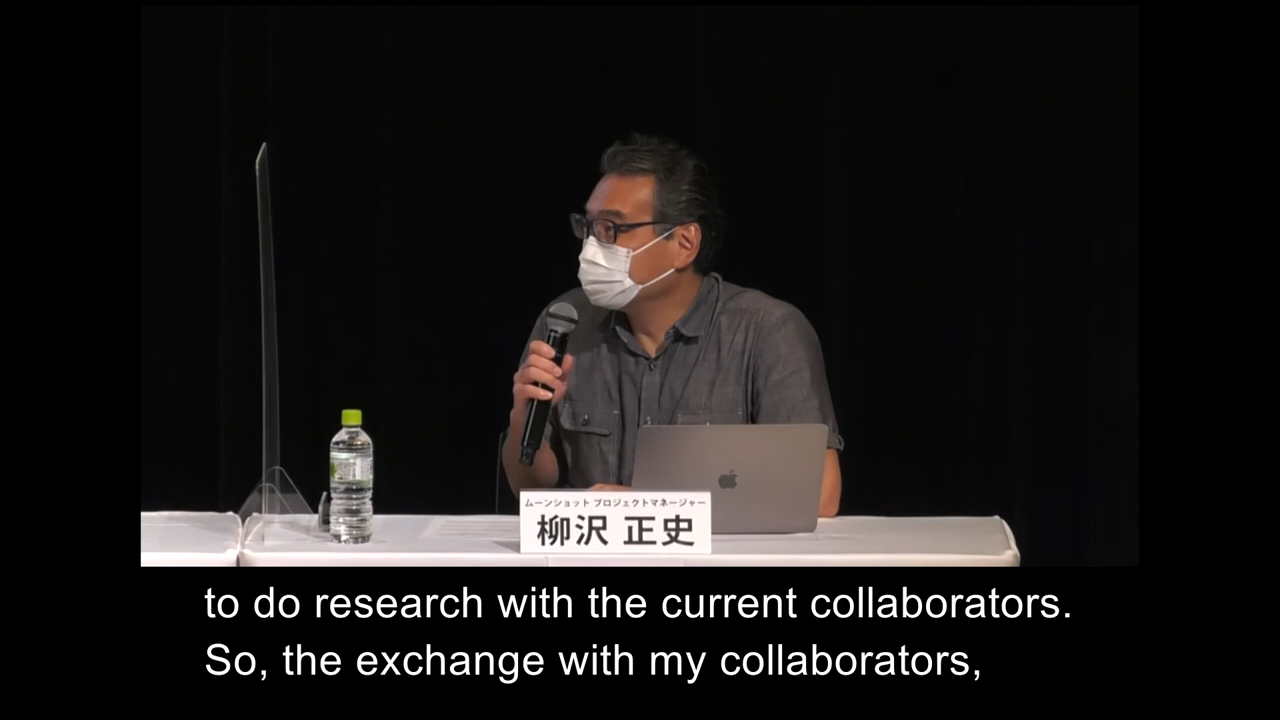 ムーンショット プロジェクトマネージャー
柳沢 正史
to do research with the current collaborators.
So, the exchange with my collaborators,